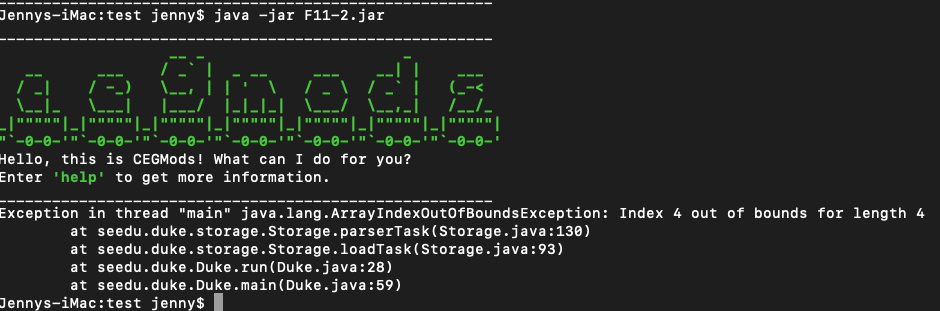 Jennys-iMac:test jenny$ java -jar F11-2.jar
____________________________________________________________
cegmods
Hello, this is CEGMods! What can I do for you?
Enter 'help' to get more information.
____________________________________________________________
Exception in thread "main" java.lang.ArrayIndexOutOfBoundsException: Index 4 out of bounds for length 4
at seedu.duke.storage.Storage.parserTask(Storage.java:130)
at seedu.duke.storage.Storage.loadTask(Storage.java:93)
at seedu.duke.Duke.run(Duke.java:28)
at seedu.duke.Duke.main(Duke.java:59)
Jennys-iMac:test jenny$